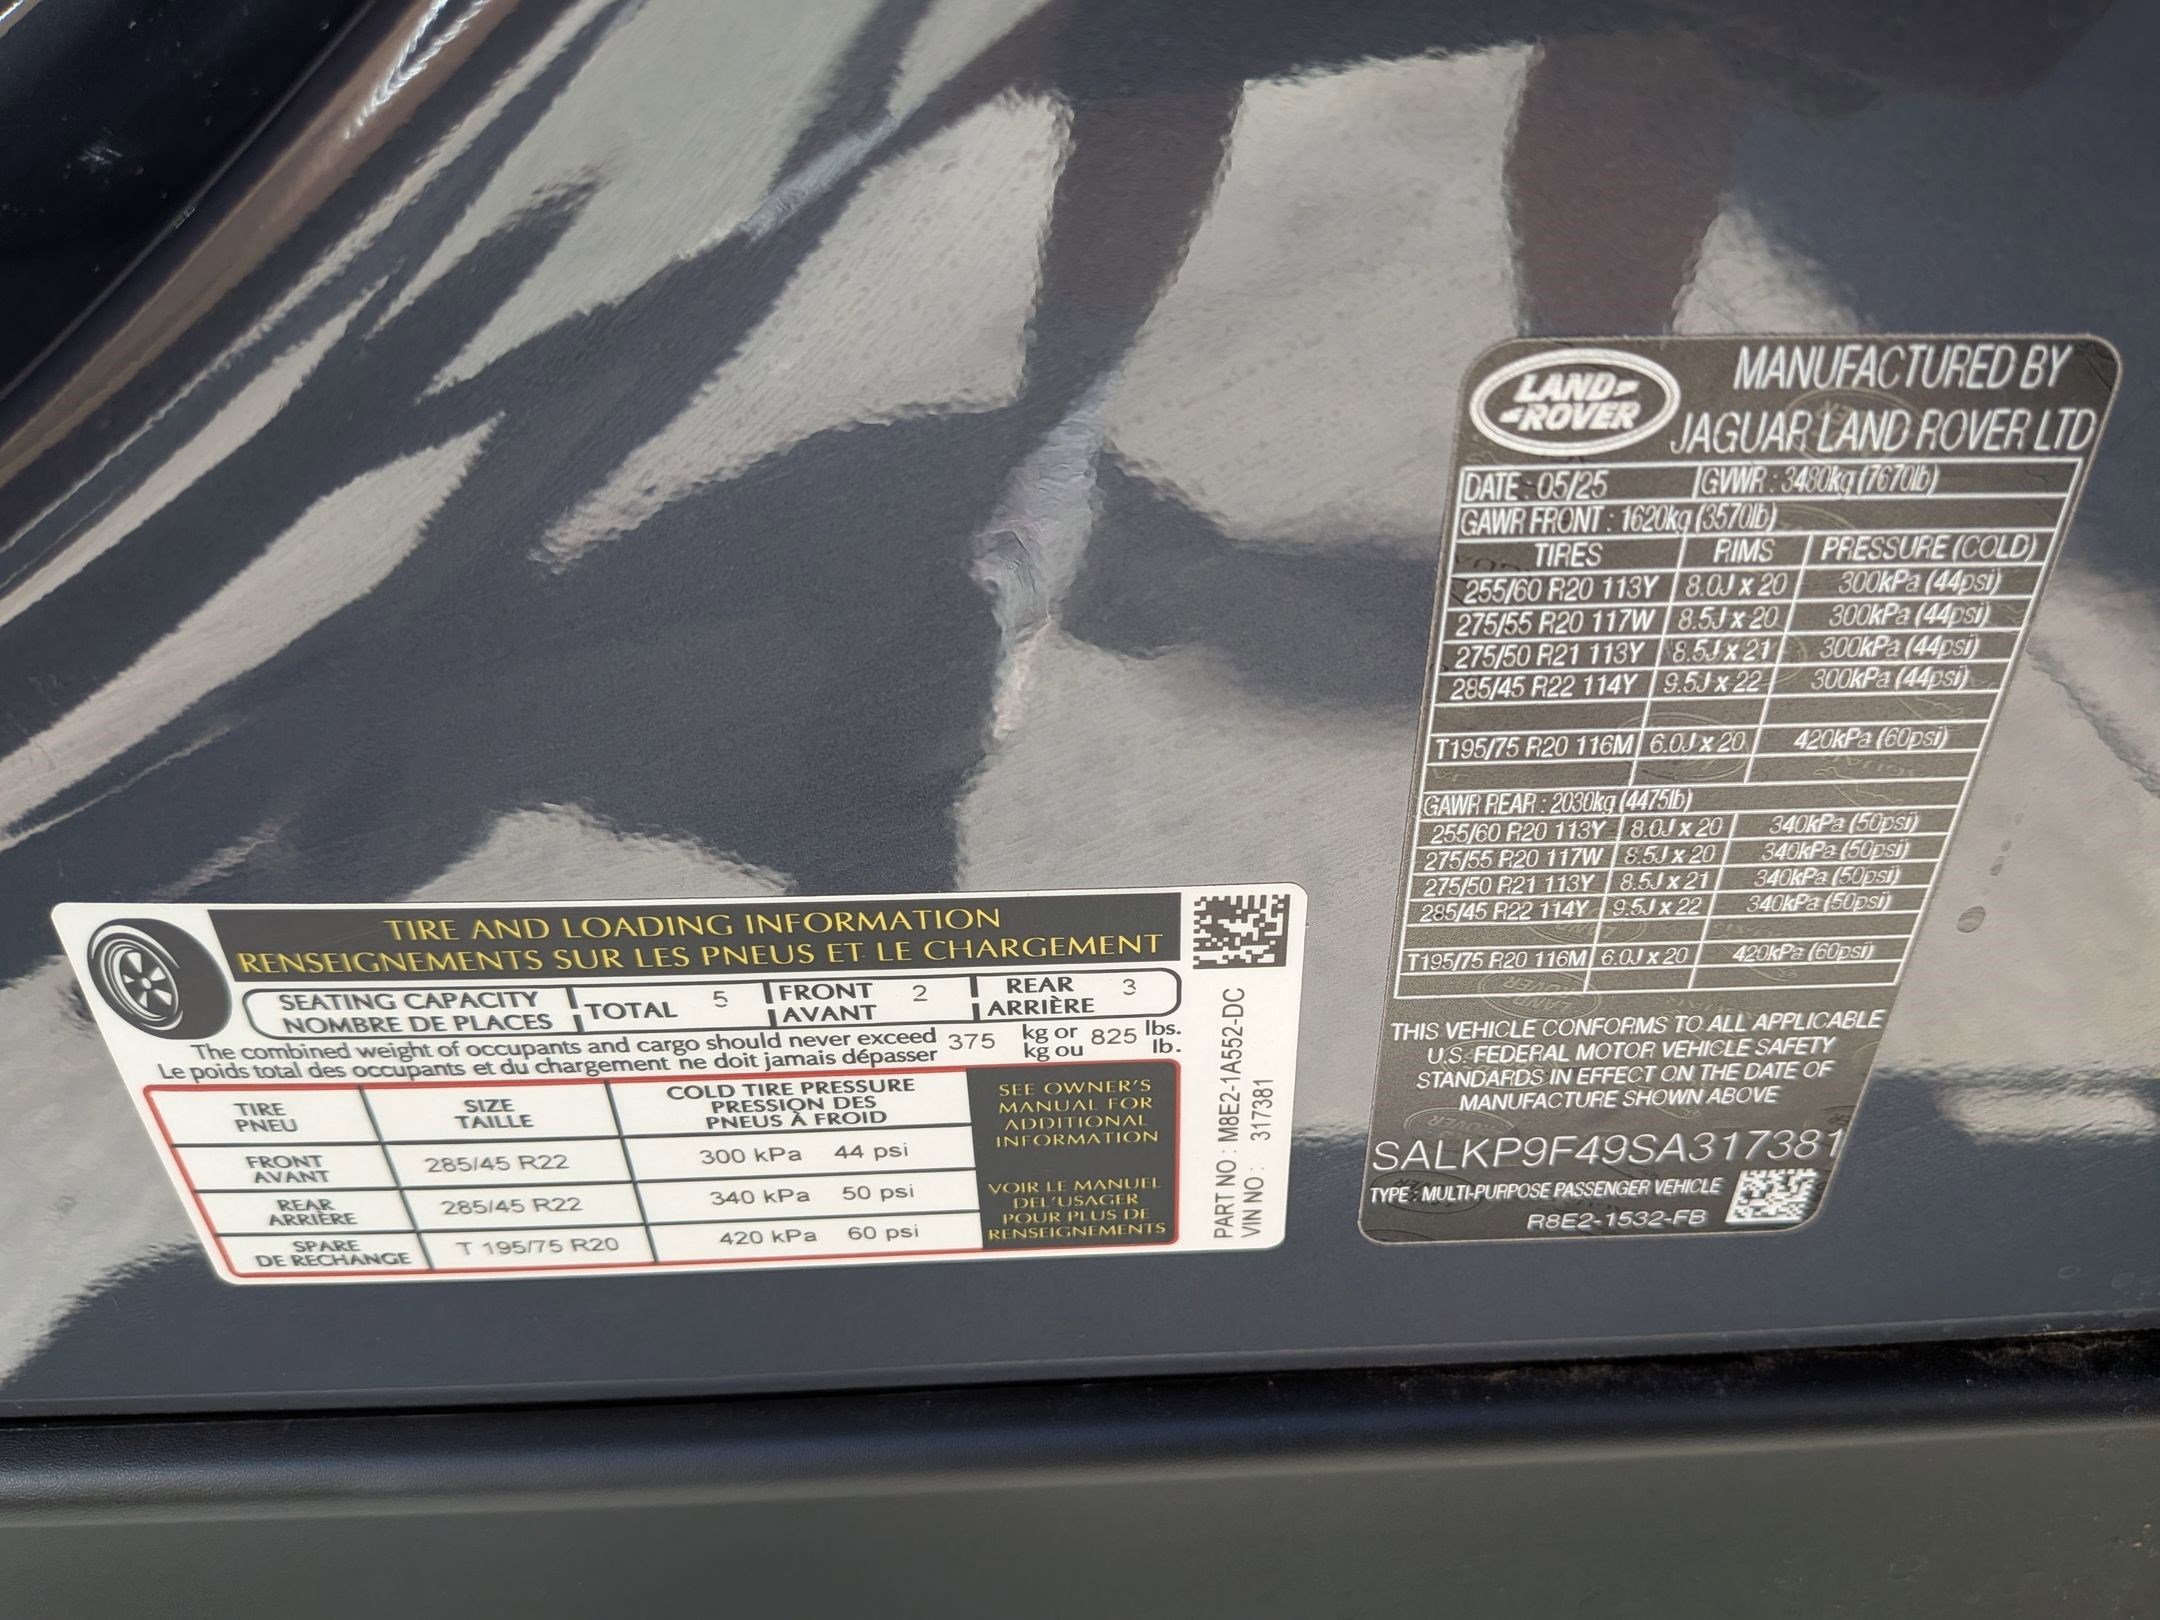 TIRE AND LOADING INFORMATION
RENSEIGNEMENTS SUR LES PNEUS ET LE CHARGEMENT
SEATING CAPACITY
NOMBRE DE PLACES
TOTAL 5
FRONT
AVANT
2
REAR
ARRIÈRE
3
The combined weight of occupants and cargo should never exceed
Le poids total des occupants et du chargement ne doit jamais dépasser
375
kg or
kg ou
825
lbs.
lb.
TIRE
PNEU
SIZE
TAILLE
COLD TIRE PRESSURE
PRESSION DES
PNEUS À FROID
FRONT
AVANT
285/45 R22
300 kPa 44 psi
REAR
ARRIÈRE
285/45 R22
340 kPa 50 psi
SPARE
DE RECHANGE
T 195/75 R20
420 kPa 60 psi
SEE OWNER'S
MANUAL FOR
ADDITIONAL
INFORMATION
VOIR LE MANUEL
DEL'USAGER
POUR PLUS DE
RENSEIGNEMENTS
PART NO : M8E2-1A552-DC
VIN NO : 317381
LAND
ROVER
MANUFACTURED BY
JAGUAR LAND ROVER LTD
DATE : 05/25 GVWR : 3480kg (7670lb)
GAWR FRONT : 1620kg (3570lb)
TIRES RIMS PRESSURE (COLD)
255/60 R20 113Y 8.0J x 20 300kPa (44psi)
275/55 R20 117W 8.5J x 20 300kPa (44psi)
275/50 R21 113Y 8.5J x 21 300kPa (44psi)
285/45 R22 114Y 9.5J x 22 300kPa (44psi)
T195/75 R20 116M 6.0J x 20 420kPa (60psi)
GAWR REAR : 2030kg (4475lb)
255/60 R20 113Y 8.0J x 20 340kPa (50psi)
275/55 R20 117W 8.5J x 20 340kPa (50psi)
275/50 R21 113Y 8.5J x 21 340kPa (50psi)
285/45 R22 114Y 9.5J x 22 340kPa (50psi)
T195/75 R20 116M 6.0J x 20 420kPa (60psi)
THIS VEHICLE CONFORMS TO ALL APPLICABLE
U.S. FEDERAL MOTOR VEHICLE SAFETY
STANDARDS IN EFFECT ON THE DATE OF
MANUFACTURE SHOWN ABOVE
SALKP9F49SA317381
TYPE : MULTI-PURPOSE PASSENGER VEHICLE
R8E2-1532-FB